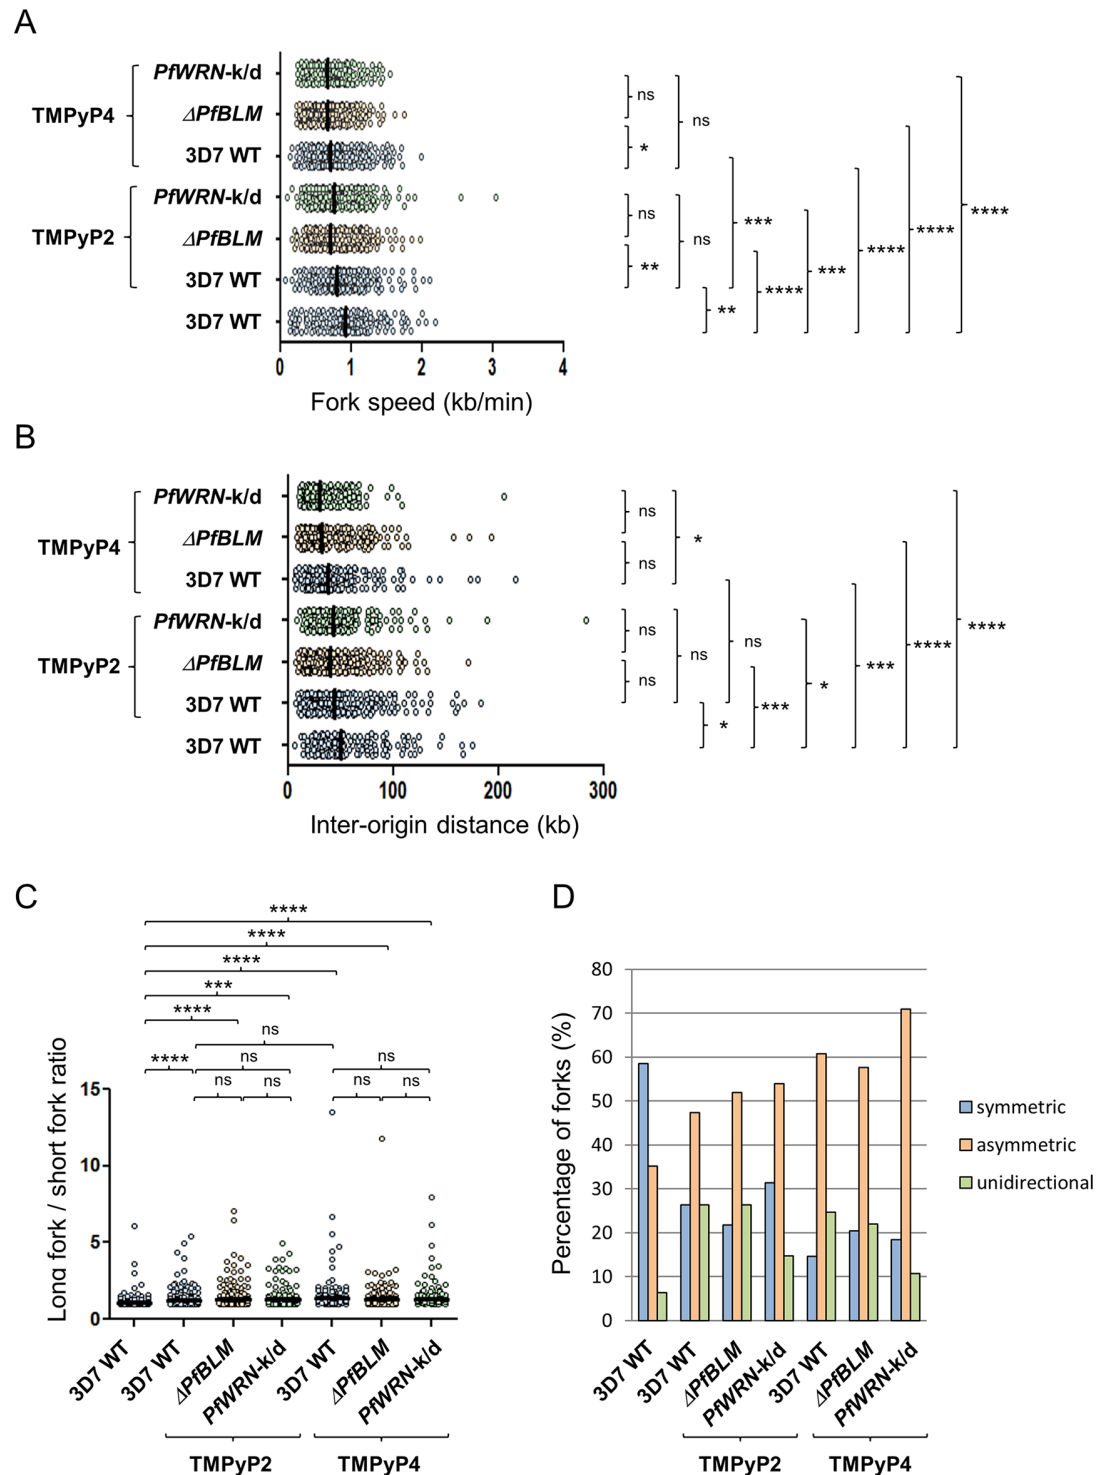 A
PfWRN-k/d
TMPyP4
ΔPfBLM
3D7 WT
PfWRN-k/d
TMPyP2
ΔPfBLM
3D7 WT
3D7 WT
ns
*
ns
ns
**
ns
***
**
****
***
****
****
****
0 1 2 3 4
Fork speed (kb/min)
B
PfWRN-k/d
TMPyP4
ΔPfBLM
3D7 WT
PfWRN-k/d
TMPyP2
ΔPfBLM
3D7 WT
3D7 WT
ns
ns
*
ns
ns
ns
ns
*
***
*
***
****
****
0 100 200 300
Inter-origin distance (kb)
C
****
****
****
***
****
ns
****
ns
ns
ns
ns
ns
ns
Long fork / short fork ratio
15
10
5
0
3D7 WT
3D7 WT
ΔPfBLM
PfWRN-k/d
3D7 WT
ΔPfBLM
PfWRN-k/d
TMPyP2
TMPyP4
D
Percentage of forks (%)
80
70
60
50
40
30
20
10
0
symmetric
asymmetric
unidirectional
3D7 WT
3D7 WT
ΔPfBLM
PfWRN-k/d
3D7 WT
ΔPfBLM
PfWRN-k/d
TMPyP2
TMPyP4